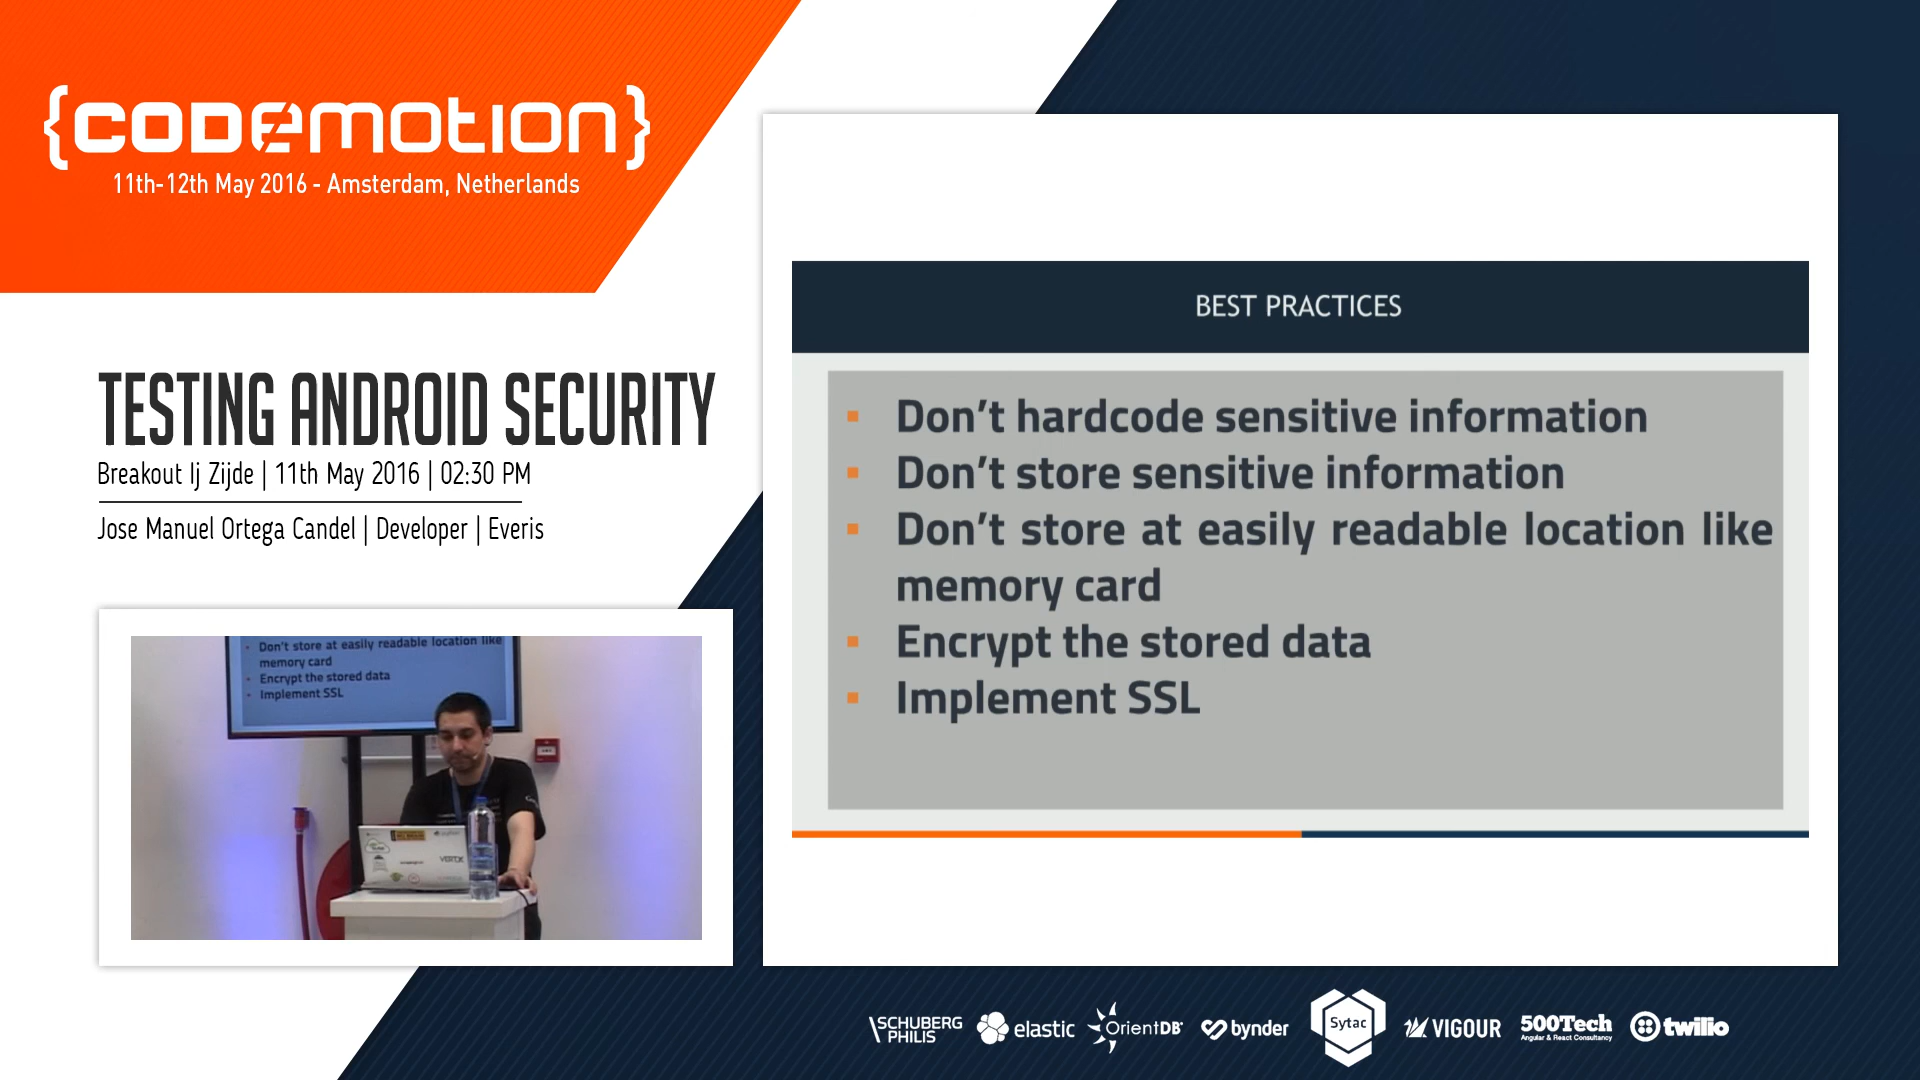 {codemotion}
11th-12th May 2016 - Amsterdam, Netherlands
TESTING ANDROID SECURITY
Breakout Ij Zijde | 11th May 2016 | 02:30 PM
Jose Manuel Ortega Candel | Developer | Everis
BEST PRACTICES
▪ Don't hardcode sensitive information
▪ Don't store sensitive information
▪ Don't store at easily readable location like
memory card
▪ Encrypt the stored data
▪ Implement SSL
Don't store at easily readable location like
memory card
Encrypt the stored data
Implement SSL
VERTX
SCHUBERG
PHILIS
elastic
OrientDB
bynder
Sytac
VIGOUR
500Tech
Angular & React Consultancy
twilio